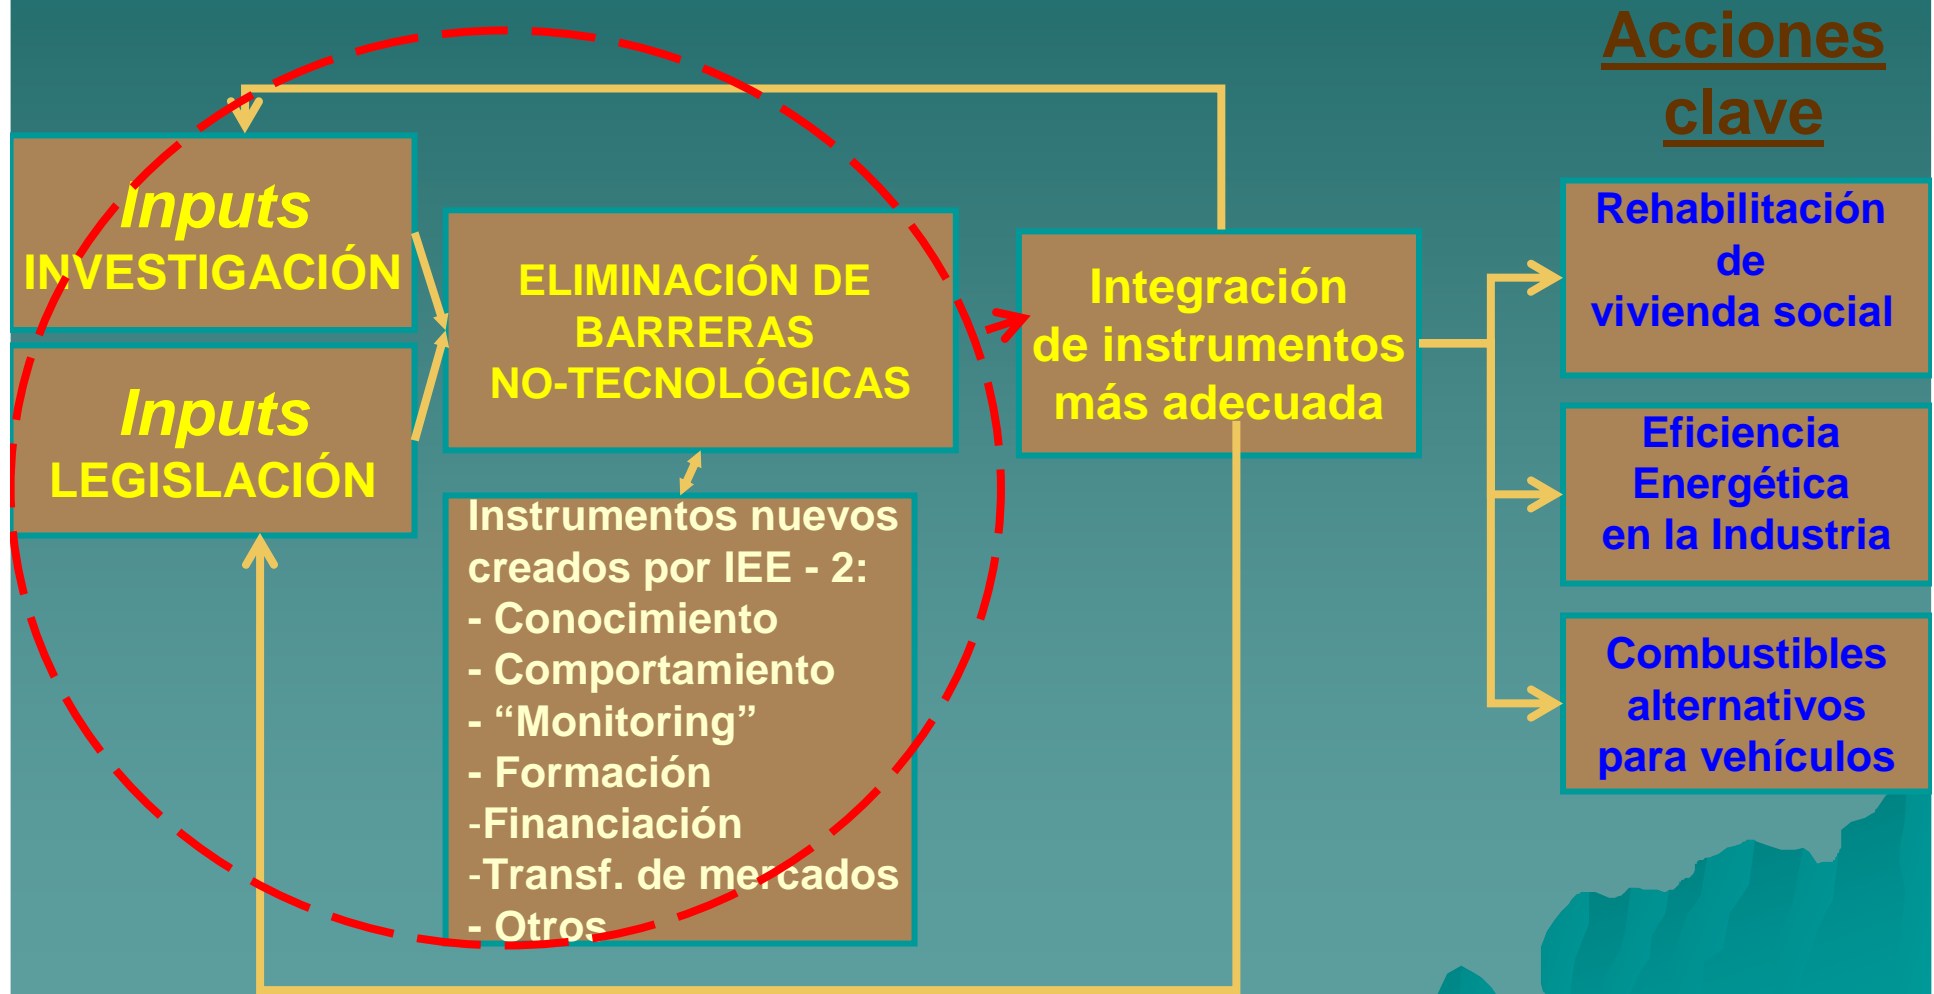 Acciones
clave
Inputs
INVESTIGACIÓN
Inputs
LEGISLACIÓN
ELIMINACIÓN DE
BARRERAS
NO-TECNOLÓGICAS
Instrumentos nuevos
creados por IEE - 2:
- Conocimiento
- Comportamiento
- “Monitoring”
- Formación
-Financiación
-Transf. de mercados
- Otros
Integración
de instrumentos
más adecuada
Rehabilitación
de
vivienda social
Eficiencia
Energética
en la Industria
Combustibles
alternativos
para vehículos